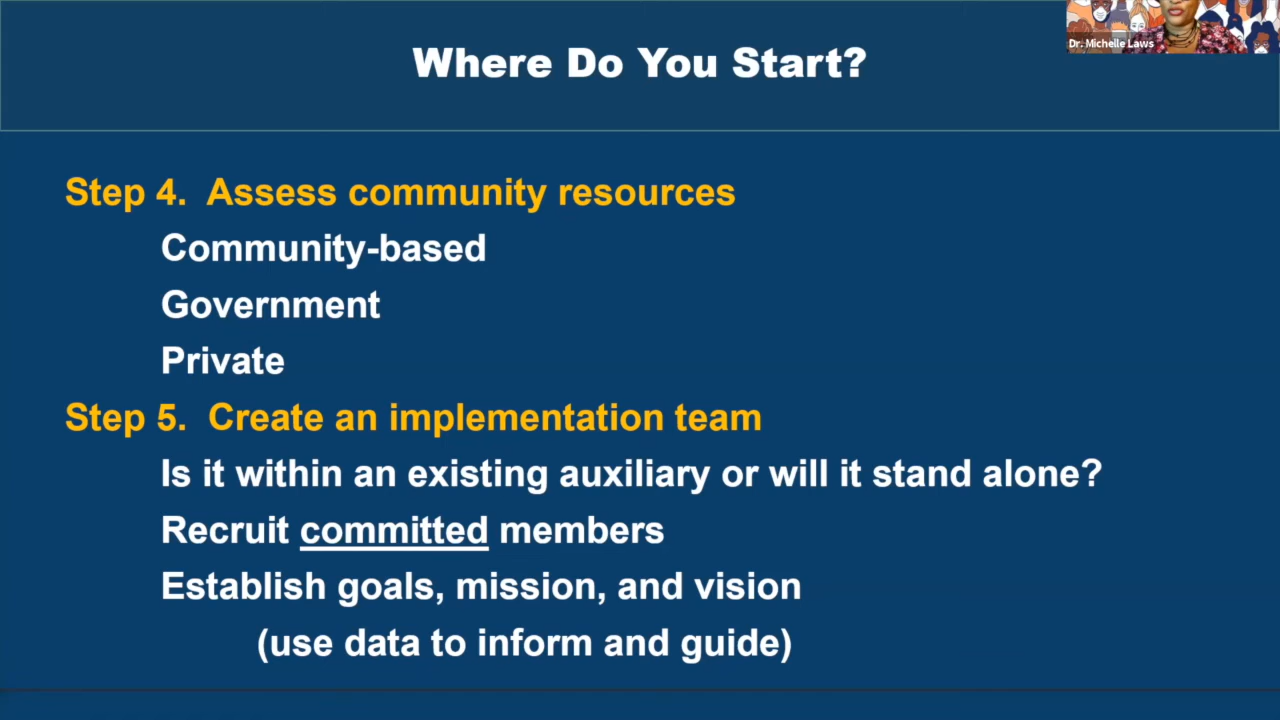 Where Do You Start?
Dr. Michelle Laws
Step 4. Assess community resources
Community-based
Government
Private
Step 5. Create an implementation team
Is it within an existing auxiliary or will it stand alone?
Recruit committed members
Establish goals, mission, and vision
(use data to inform and guide)